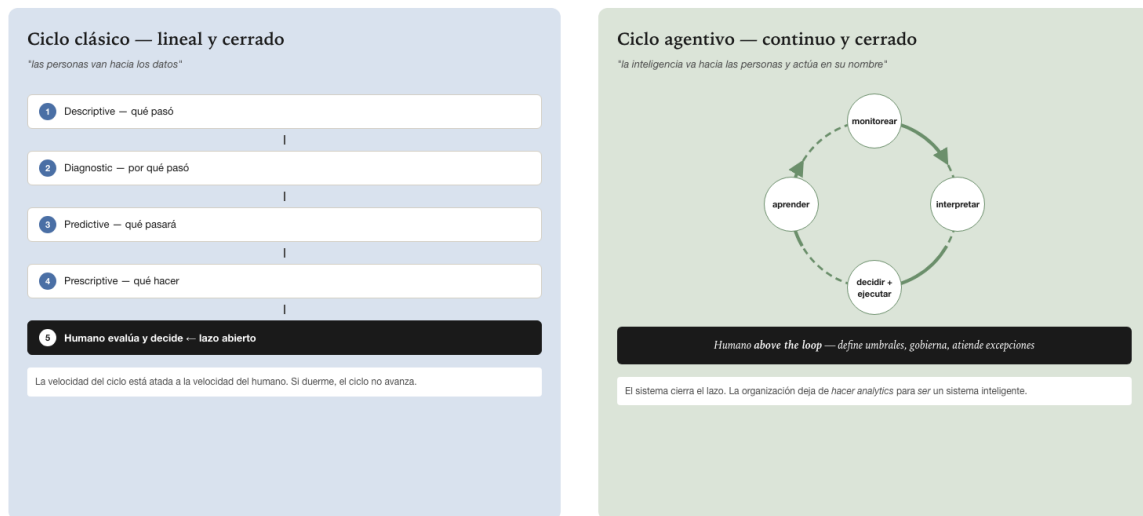 Ciclo clásico — lineal y cerrado
"las personas van hacia los datos"
1 Descriptive — qué pasó
2 Diagnostic — por qué pasó
3 Predictive — qué pasará
4 Prescriptive — qué hacer
5 Humano evalúa y decide ← lazo abierto
La velocidad del ciclo está atada a la velocidad del humano. Si duerme, el ciclo no avanza.
Ciclo agentivo — continuo y cerrado
"la inteligencia va hacia las personas y actúa en su nombre"
monitorear
aprender
interpretar
decidir +
ejecutar
Humano above the loop — define umbrales, gobierna, atiende excepciones
El sistema cierra el lazo. La organización deja de hacer analytics para ser un sistema inteligente.